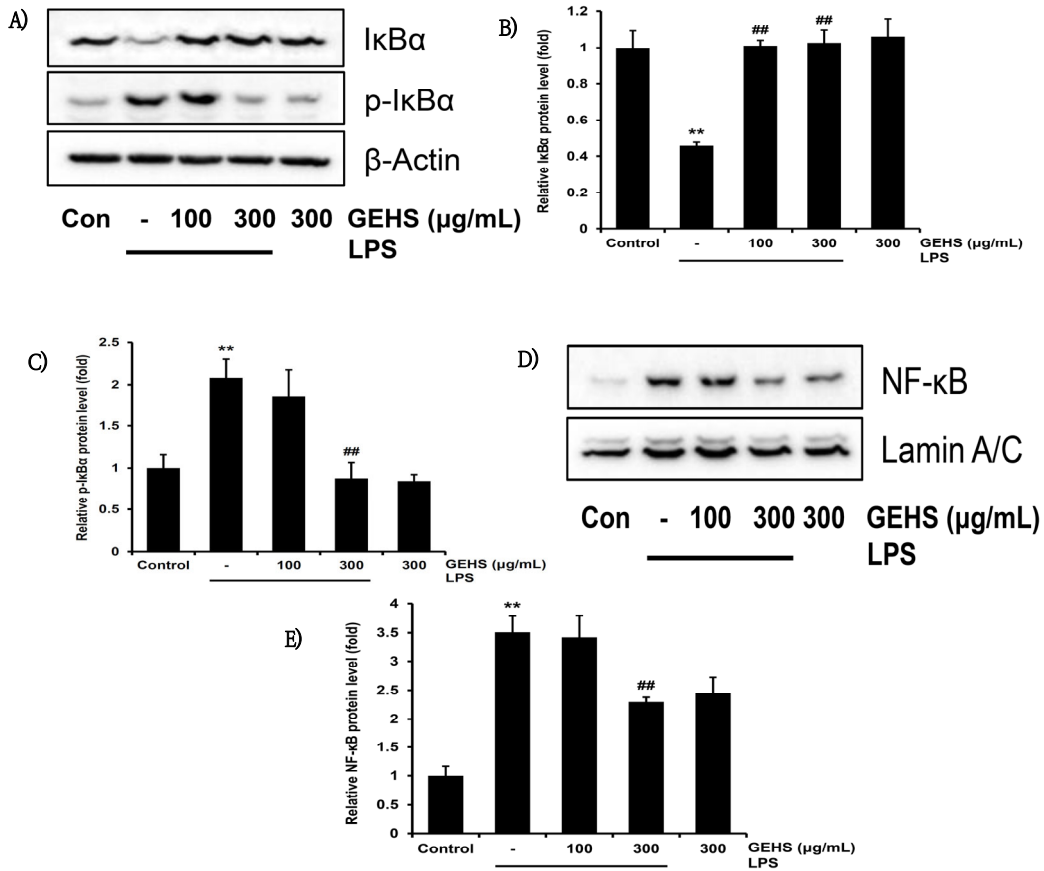 A)
IκBα
p-IκBα
β-Actin
Con - 100 300 300 GEHS (µg/mL)
LPS
B)
Relative IκBα protein level (fold)
1.2
1
0.8
0.6
0.4
0.2
0
**
##
##
Control - 100 300 300 GEHS (µg/mL)
LPS
C)
Relative p-IκBα protein level (fold)
2.5
2
1.5
1
0.5
0
**
##
Control - 100 300 300 GEHS (µg/mL)
LPS
D)
NF-κB
Lamin A/C
Con - 100 300 300 GEHS (µg/mL)
LPS
E)
Relative NF-κB protein level (fold)
4
3.5
3
2.5
2
1.5
1
0.5
0
**
##
Control - 100 300 300 GEHS (µg/mL)
LPS